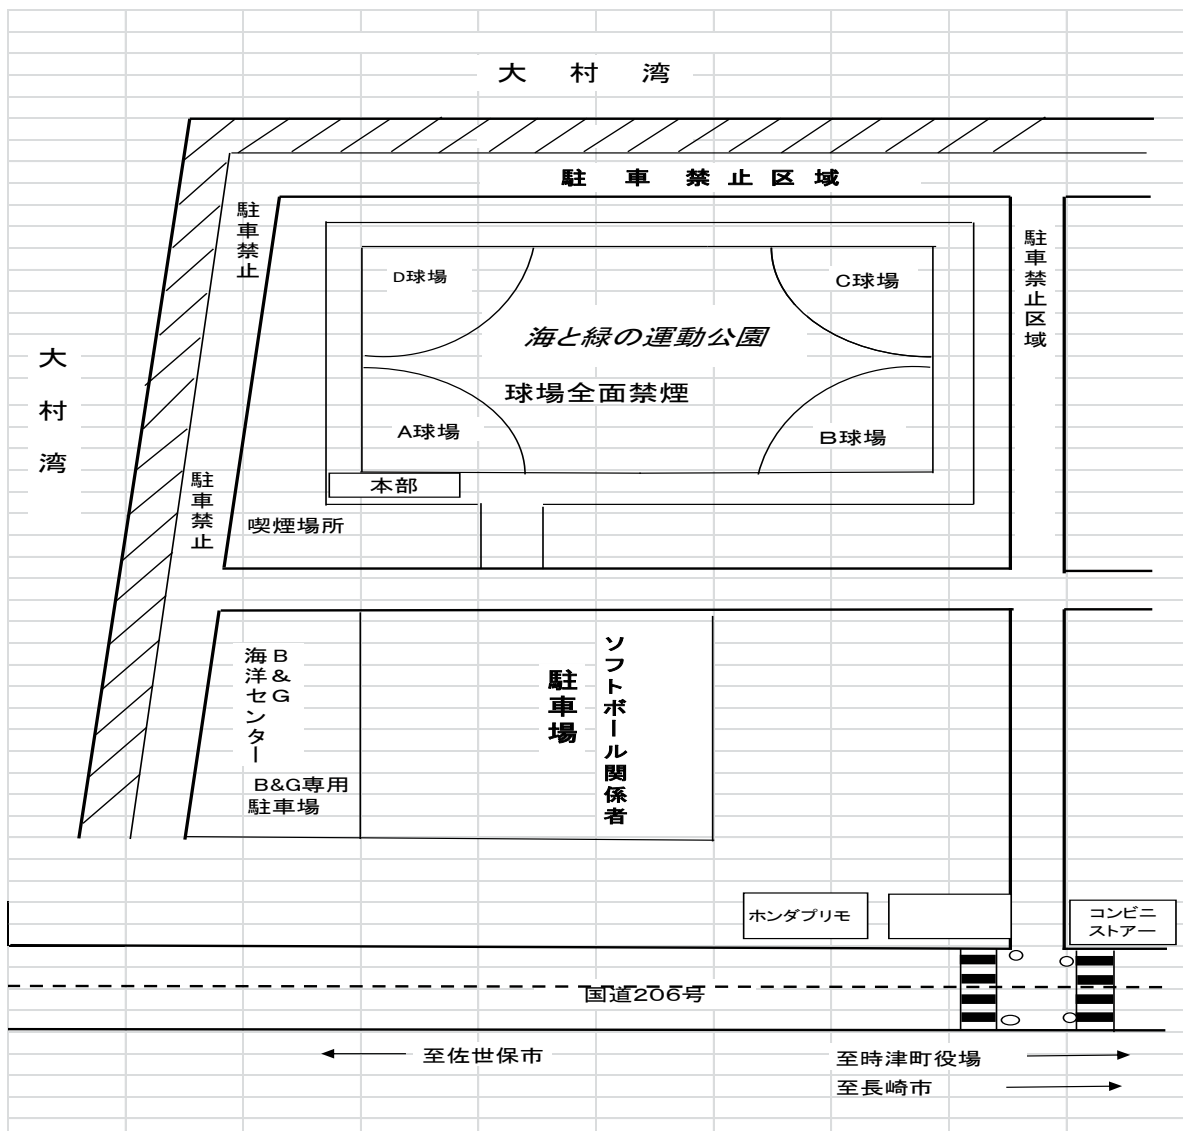 大 村 湾
駐 車 禁 止 区 域
駐車禁止
駐車禁止区域
D球場
C球場
海と緑の運動公園
大村湾
球場全面禁煙
A球場
B球場
本部
駐車禁止
喫煙場所
B&G
海洋センター
ソフトボール関係者
駐車場
B&G専用
駐車場
ホンダプリモ
コンビニ
ストアー
国道206号
至佐世保市
至時津町役場
至長崎市